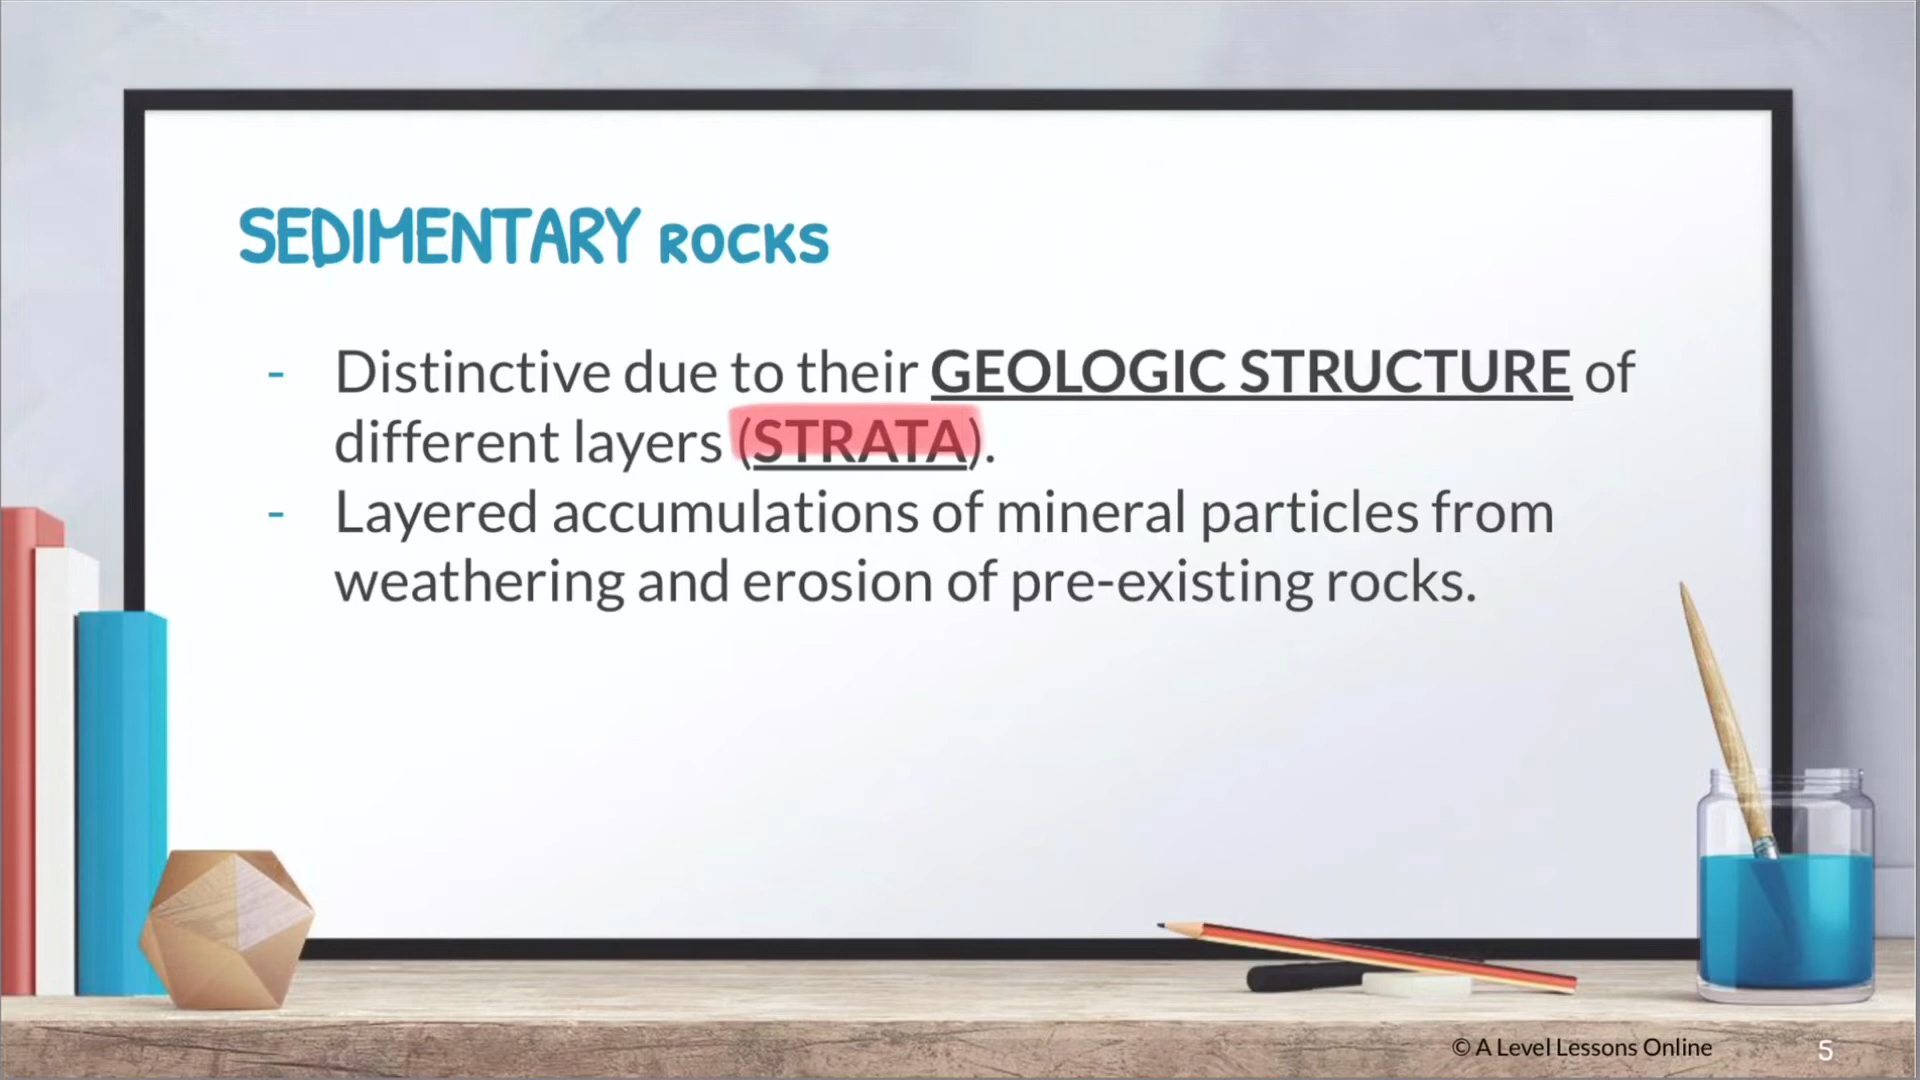 SEDIMENTARY ROCKS
- Distinctive due to their GEOLOGIC STRUCTURE of
different layers (STRATA).
- Layered accumulations of mineral particles from
weathering and erosion of pre-existing rocks.
© A Level Lessons Online
5